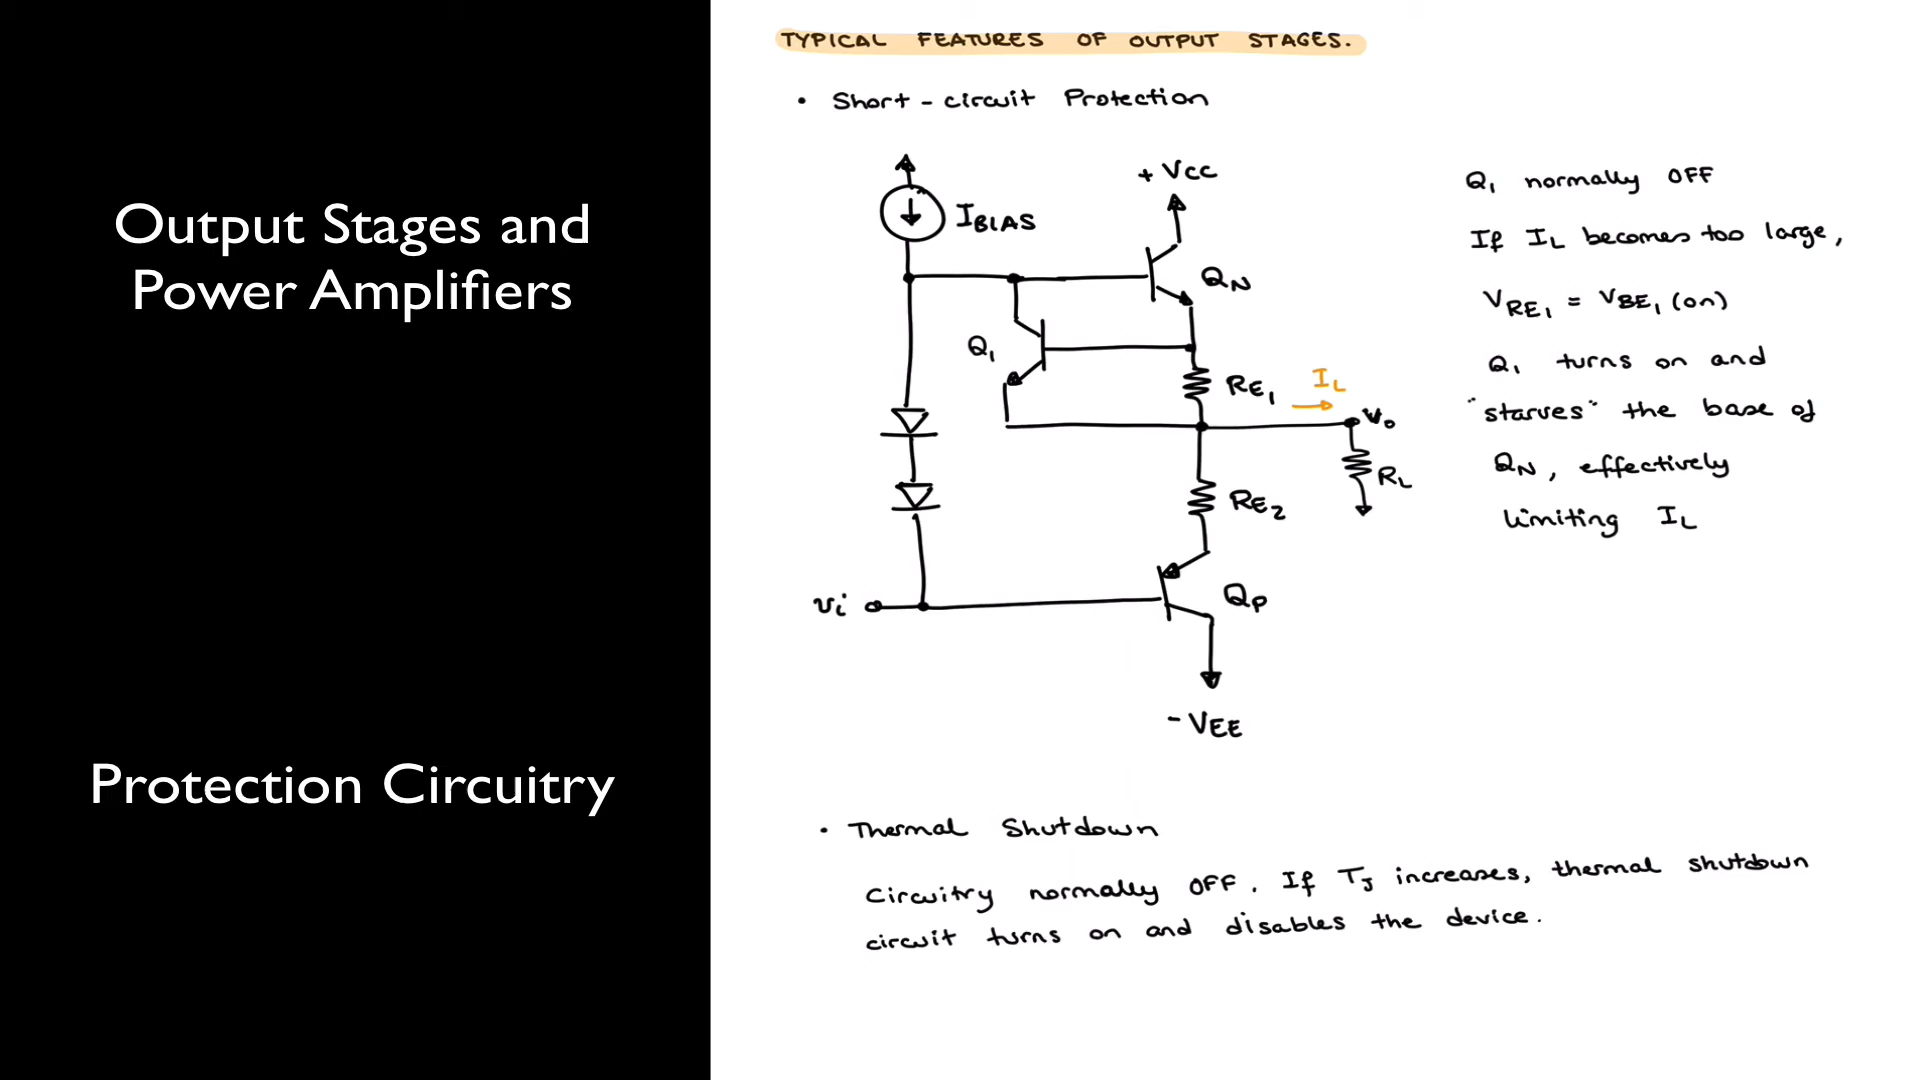 Output Stages and
Power Amplifiers
Protection Circuitry
TYPICAL FEATURES OF OUTPUT STAGES.
• Short-circuit Protection
IBIAS
+ VCC
QN
Q1
RE1
IL
vo
RL
RE2
vi
QP
- VEE
Q1 normally OFF
If IL becomes too large,
VRE1 = VBE1(on)
Q1 turns on and
"starves" the base of
QN, effectively
limiting IL
• Thermal Shutdown
Circuitry normally OFF. If TJ increases, thermal shutdown
circuit turns on and disables the device.